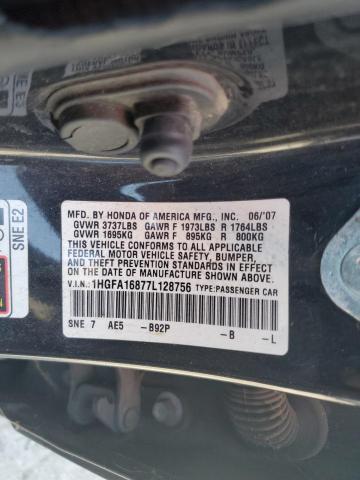 SNE E2
MFD. BY HONDA OF AMERICA MFG., INC. 06/'07
GVWR 3737LBS GAWR F 1973LBS R 1764LBS
GVWR 1695KG GAWR F 895KG R 800KG
THIS VEHICLE CONFORMS TO ALL APPLICABLE
FEDERAL MOTOR VEHICLE SAFETY, BUMPER,
AND THEFT PREVENTION STANDARDS IN EFFECT ON
THE DATE OF MANUFACTURE SHOWN ABOVE.
V.I.N.: 1HGFA16877L128756 TYPE:PASSENGER CAR
SNE 7 AE5 -B92P -B -L